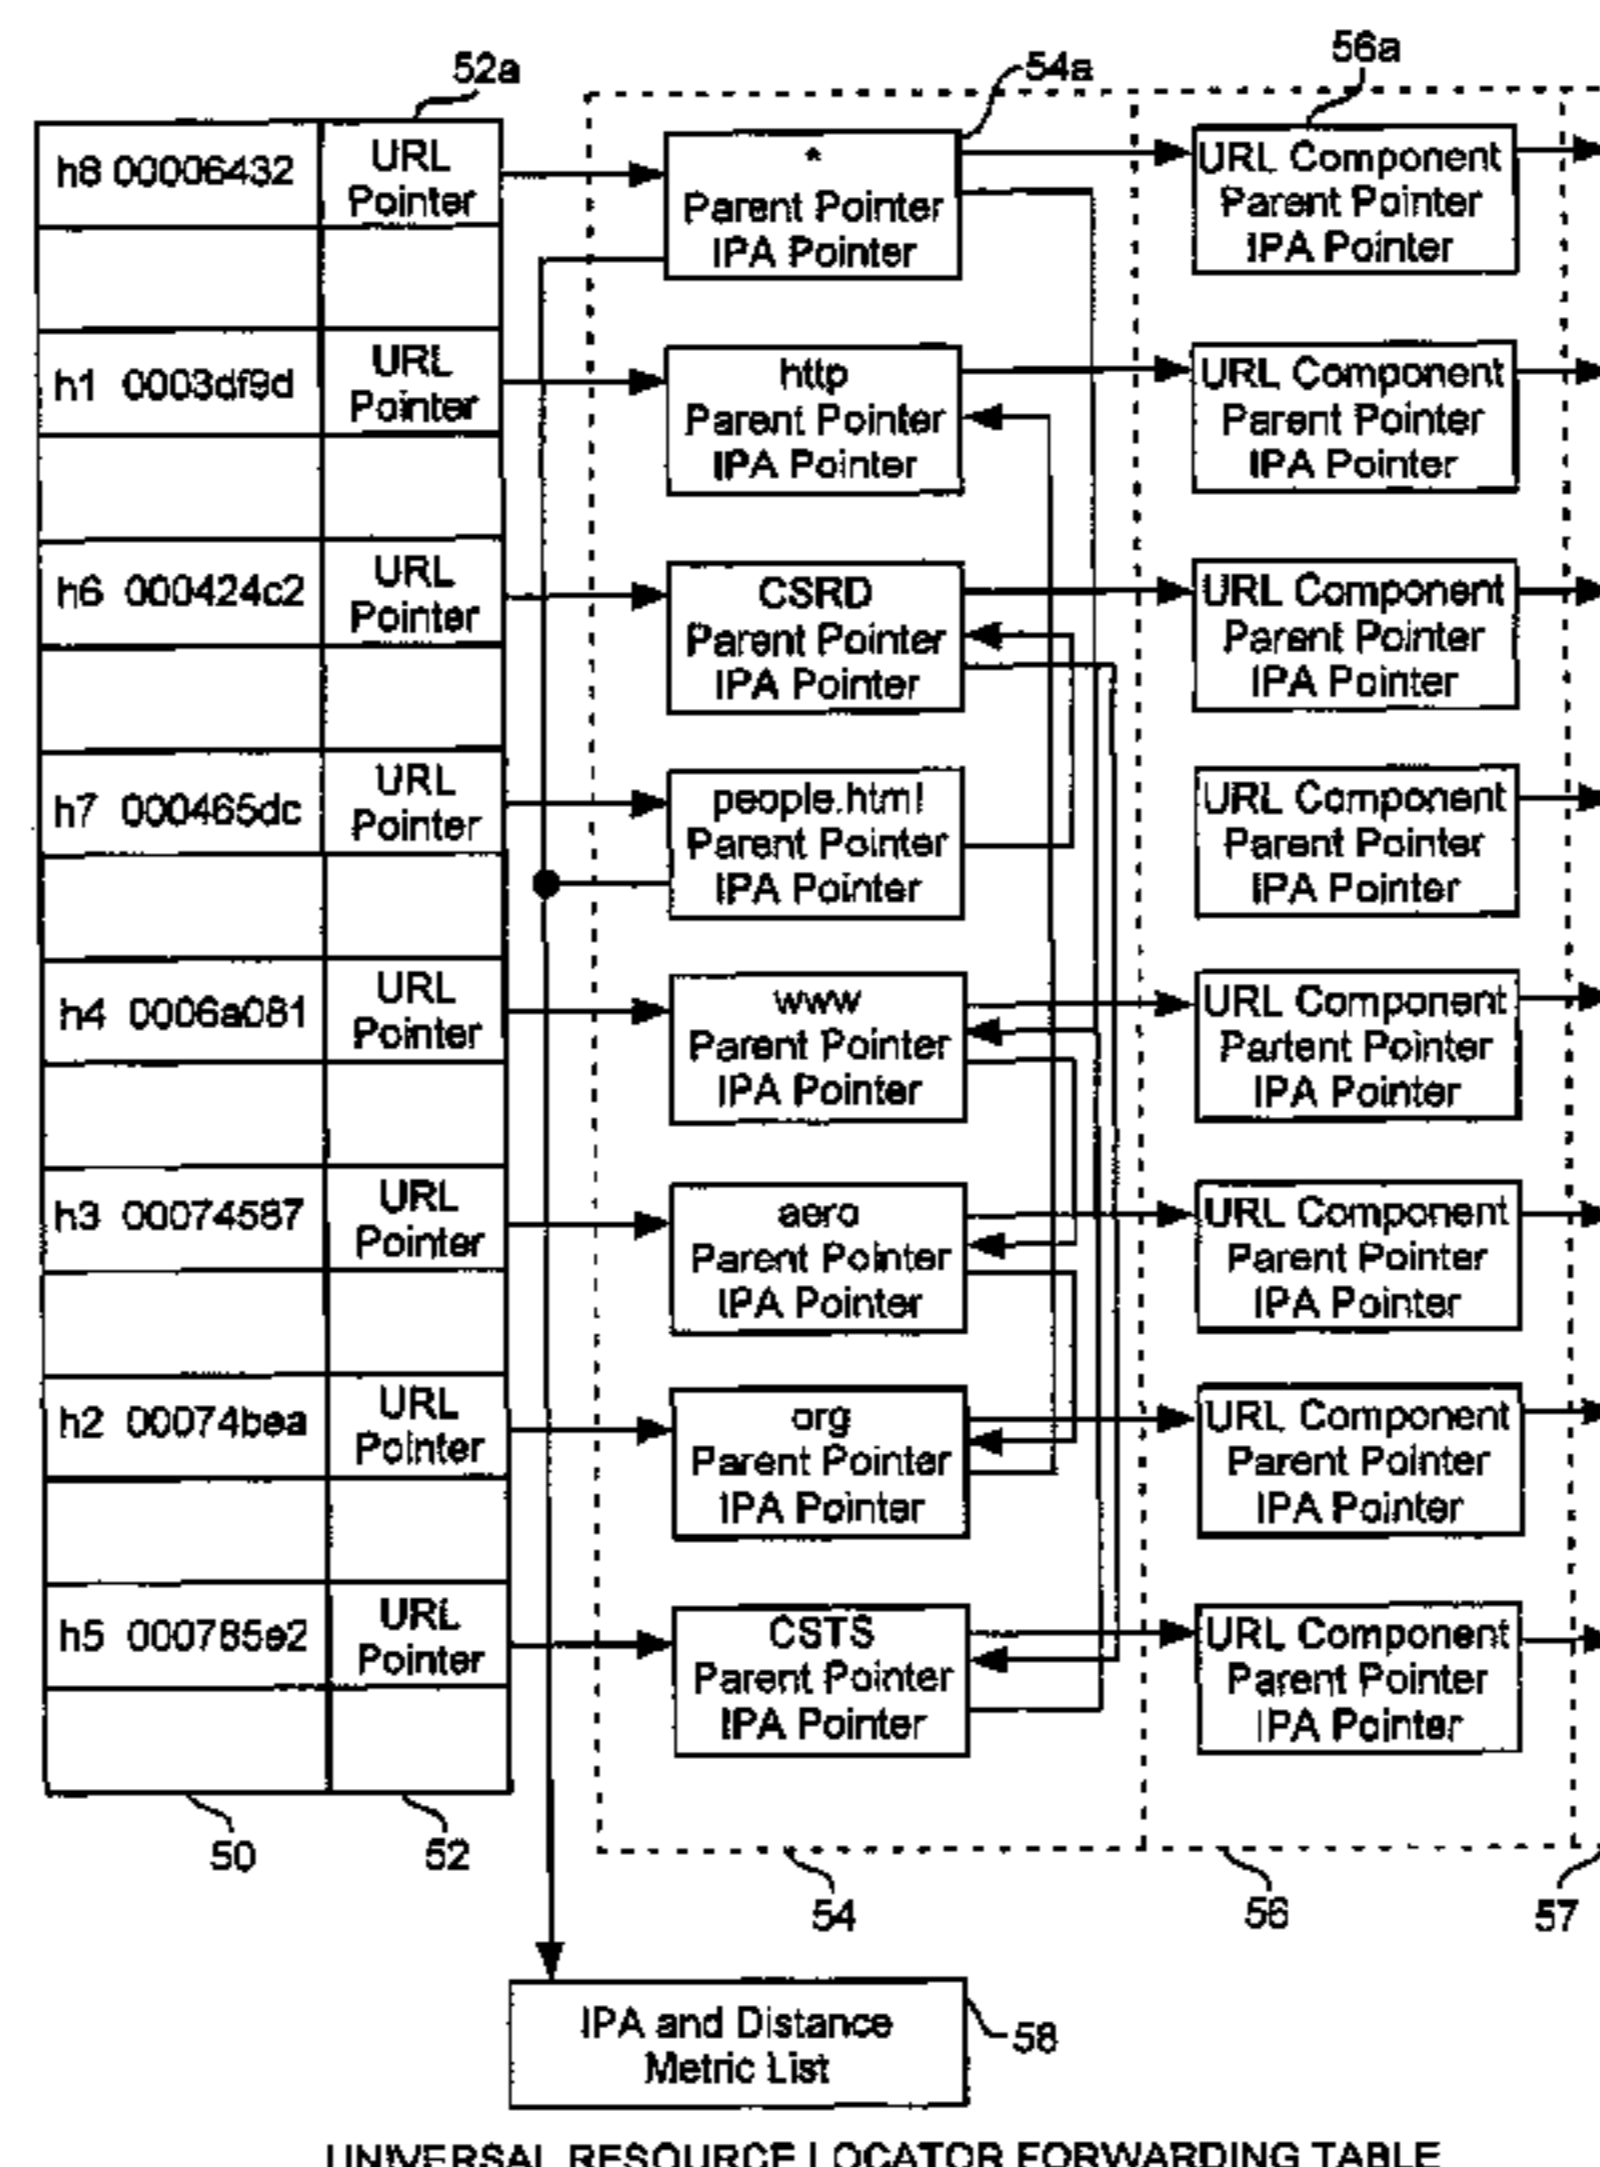 52a
54a
56a
h8 00006432
URL
Pointer
*
Parent Pointer
IPA Pointer
URL Component
Parent Pointer
IPA Pointer
h1 0003df9d
URL
Pointer
http
Parent Pointer
IPA Pointer
URL Component
Parent Pointer
IPA Pointer
h6 000424c2
URL
Pointer
CSRD
Parent Pointer
IPA Pointer
URL Component
Parent Pointer
IPA Pointer
h7 000465dc
URL
Pointer
people.html
Parent Pointer
IPA Pointer
URL Component
Parent Pointer
IPA Pointer
h4 0006a081
URL
Pointer
www
Parent Pointer
IPA Pointer
URL Component
Partent Pointer
IPA Pointer
h3 00074587
URL
Pointer
aero
Parent Pointer
IPA Pointer
URL Component
Parent Pointer
IPA Pointer
h2 00074bea
URL
Pointer
org
Parent Pointer
IPA Pointer
URL Component
Parent Pointer
IPA Pointer
h5 000785e2
URL
Pointer
CSTS
Parent Pointer
IPA Pointer
URL Component
Parent Pointer
IPA Pointer
50
52
54
56
57
IPA and Distance
Metric List
58
UNIVERSAL RESOURCE LOCATOR FORWARDING TABLE